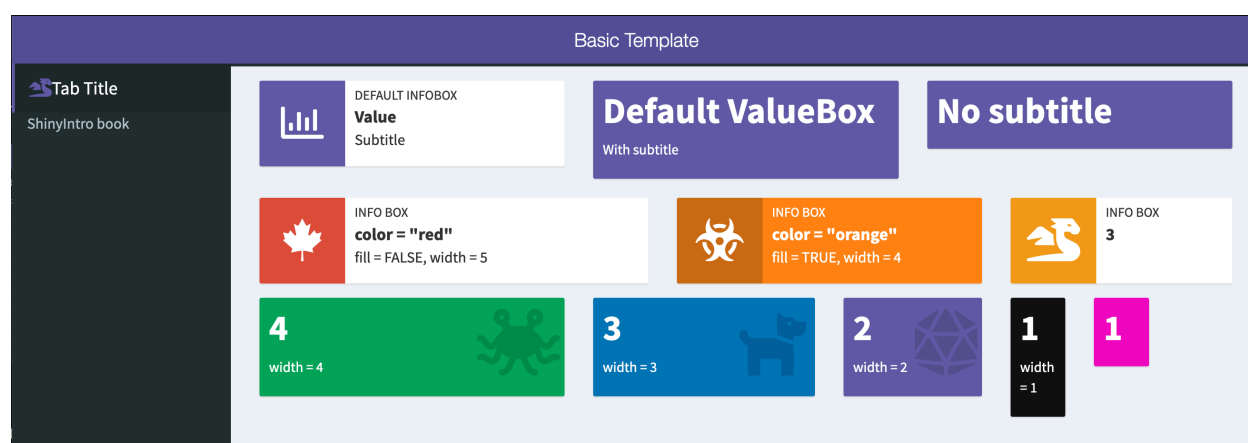 Basic Template
Tab Title
ShinyIntro book
DEFAULT INFOBOX
Value
Subtitle
Default ValueBox
With subtitle
No subtitle
INFO BOX
color = "red"
fill = FALSE, width = 5
INFO BOX
color = "orange"
fill = TRUE, width = 4
INFO BOX
3
4
width = 4
3
width = 3
2
width = 2
1
width
= 1
1